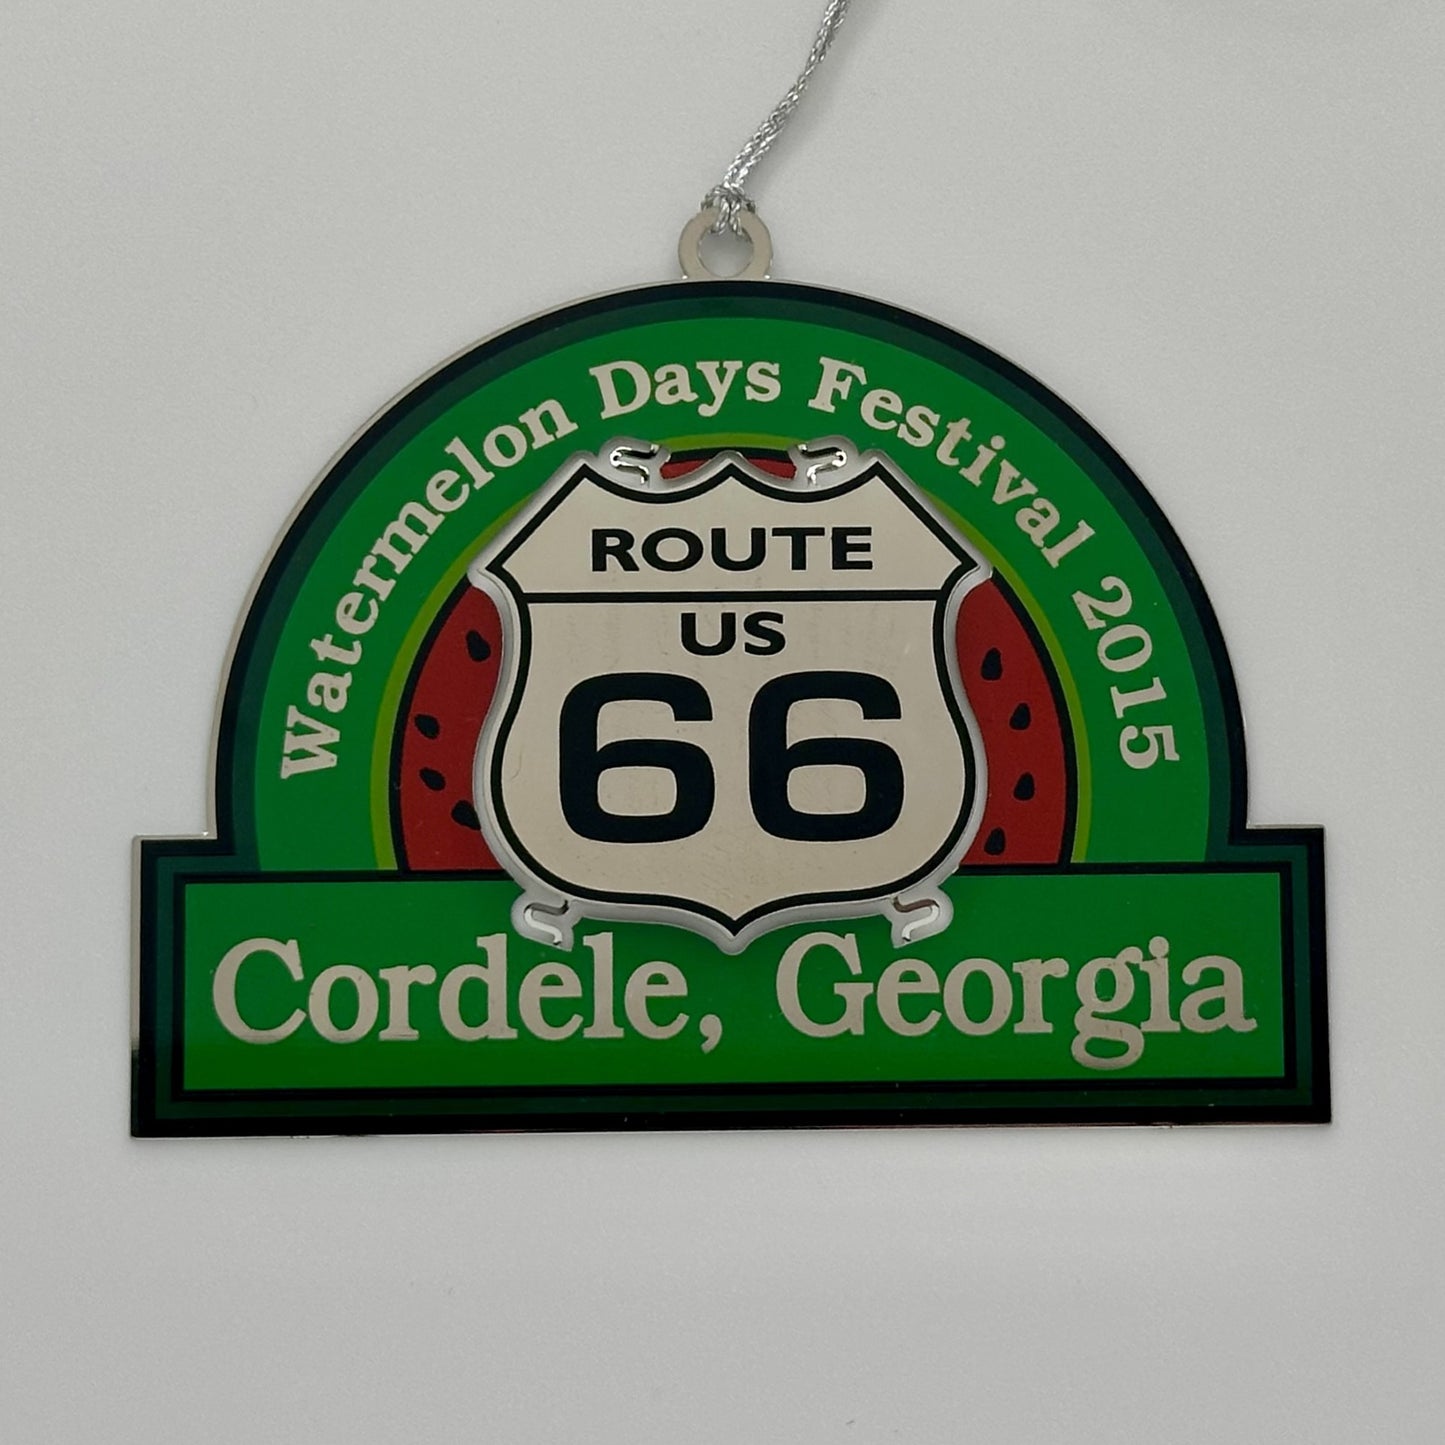 Watermelon Days Festival 2015
ROUTE
US
66
Cordele, Georgia